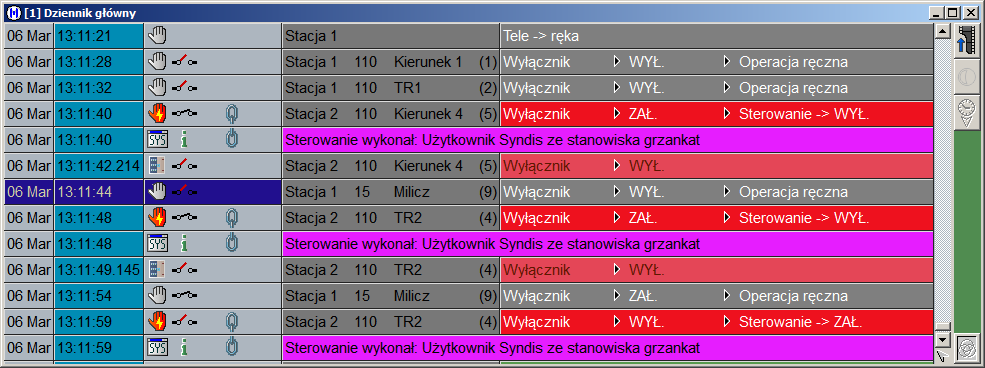 [1] Dziennik główny
06 Mar 13:11:21 Stacja 1 Tele -> ręka
06 Mar 13:11:28 Stacja 1 110 Kierunek 1 (1) Wyłącznik WYŁ. Operacja ręczna
06 Mar 13:11:32 Stacja 1 110 TR1 (2) Wyłącznik WYŁ. Operacja ręczna
06 Mar 13:11:40 Stacja 2 110 Kierunek 4 (5) Wyłącznik ZAŁ. Sterowanie -> WYŁ.
06 Mar 13:11:40 SYS i Sterowanie wykonał: Użytkownik Syndis ze stanowiska grzankat
06 Mar 13:11:42.214 Stacja 2 110 Kierunek 4 (5) Wyłącznik WYŁ.
06 Mar 13:11:44 Stacja 1 15 Milicz (9) Wyłącznik WYŁ. Operacja ręczna
06 Mar 13:11:48 Stacja 2 110 TR2 (4) Wyłącznik ZAŁ. Sterowanie -> WYŁ.
06 Mar 13:11:48 SYS i Sterowanie wykonał: Użytkownik Syndis ze stanowiska grzankat
06 Mar 13:11:49.145 Stacja 2 110 TR2 (4) Wyłącznik WYŁ.
06 Mar 13:11:54 Stacja 1 15 Milicz (9) Wyłącznik ZAŁ. Operacja ręczna
06 Mar 13:11:59 Stacja 2 110 TR2 (4) Wyłącznik WYŁ. Sterowanie -> ZAŁ.
06 Mar 13:11:59 SYS i Sterowanie wykonał: Użytkownik Syndis ze stanowiska grzankat